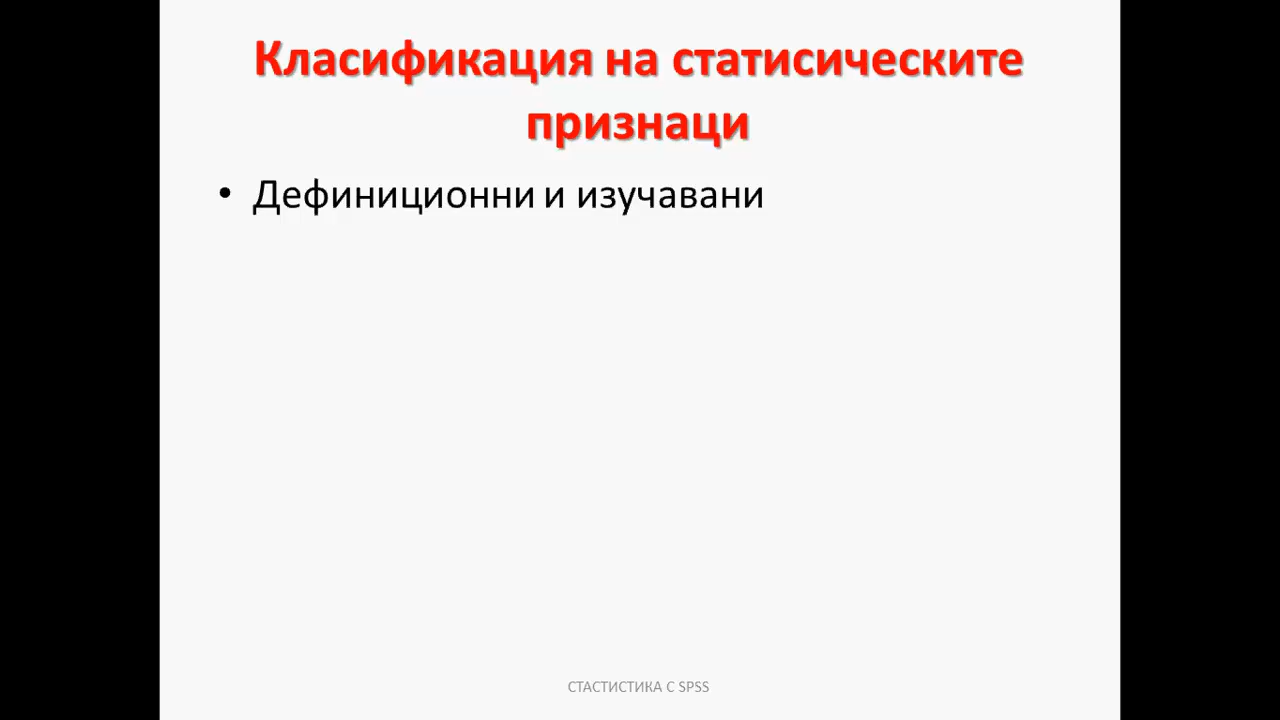 Класификация на статисическите
признаци
• Дефиниционни и изучавани
СТАСТИСТИКА С SPSS